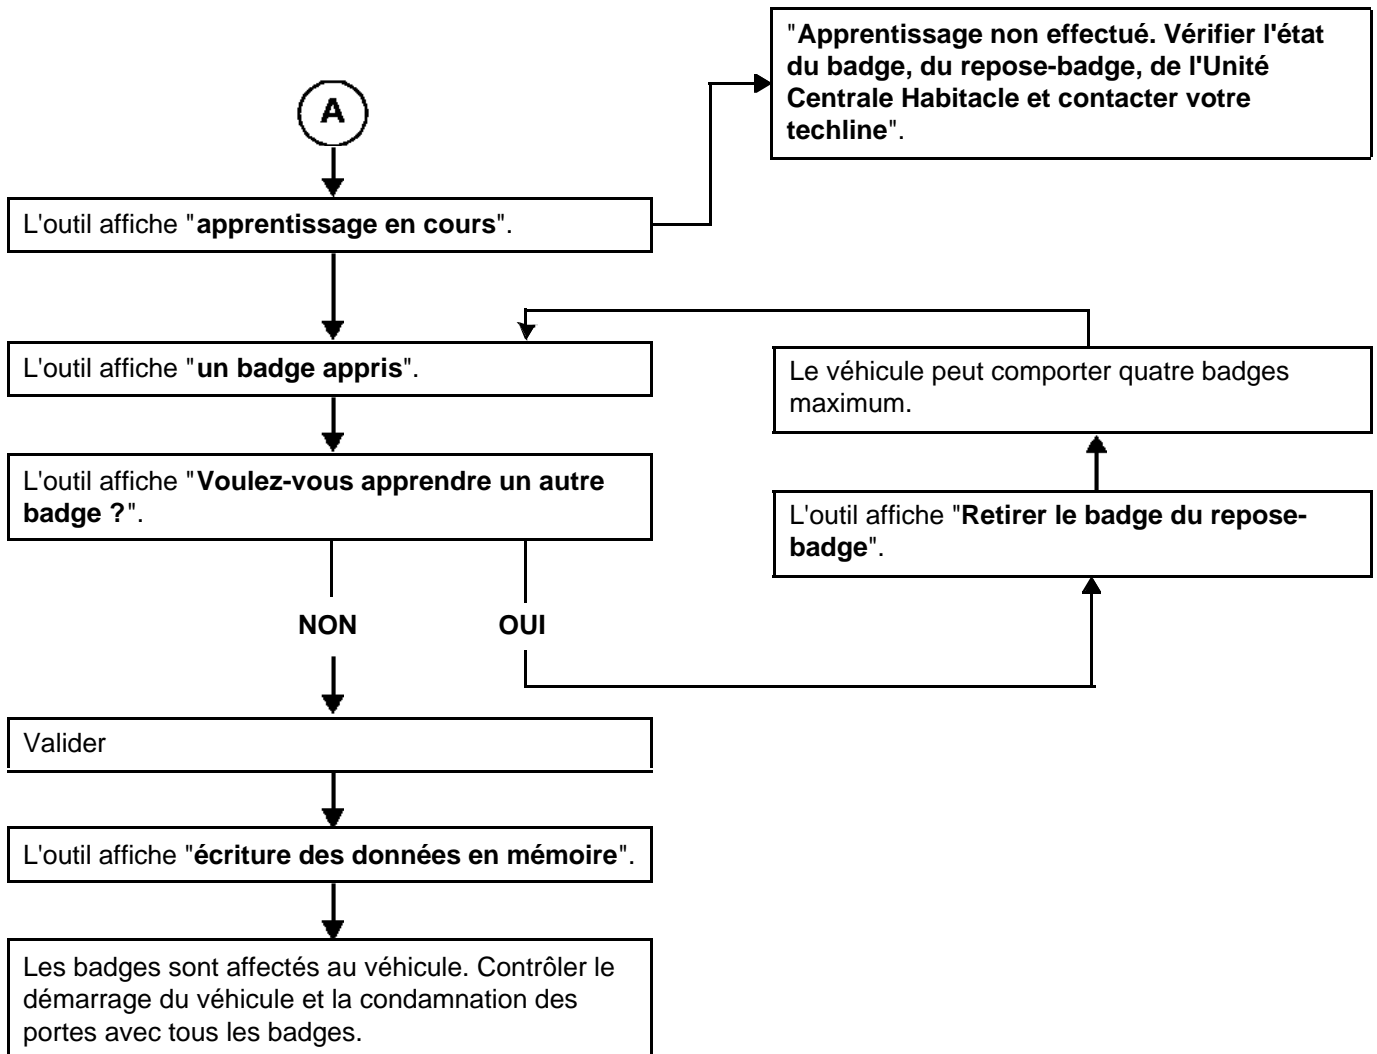 "Apprentissage non effectué. Vérifier l'état
du badge, du repose-badge, de l'Unité
Centrale Habitacle et contacter votre
techline".
A
L'outil affiche "apprentissage en cours".
L'outil affiche "un badge appris".
Le véhicule peut comporter quatre badges
maximum.
L'outil affiche "Voulez-vous apprendre un autre
badge ?".
L'outil affiche "Retirer le badge du repose-
badge".
NON
OUI
Valider
L'outil affiche "écriture des données en mémoire".
Les badges sont affectés au véhicule. Contrôler le
démarrage du véhicule et la condamnation des
portes avec tous les badges.